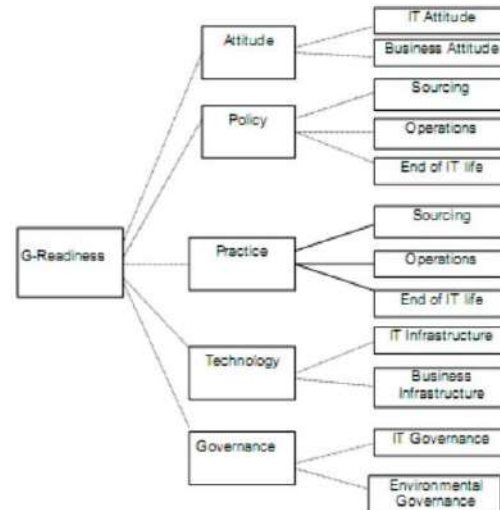 G-Readiness
Attitude
IT Attitude
Business Attitude
Policy
Sourcing
Operations
End of IT life
Practice
Sourcing
Operations
End of IT life
Technology
IT Infrastructure
Business
Infrastructure
Governance
IT Governance
Environmental
Governance